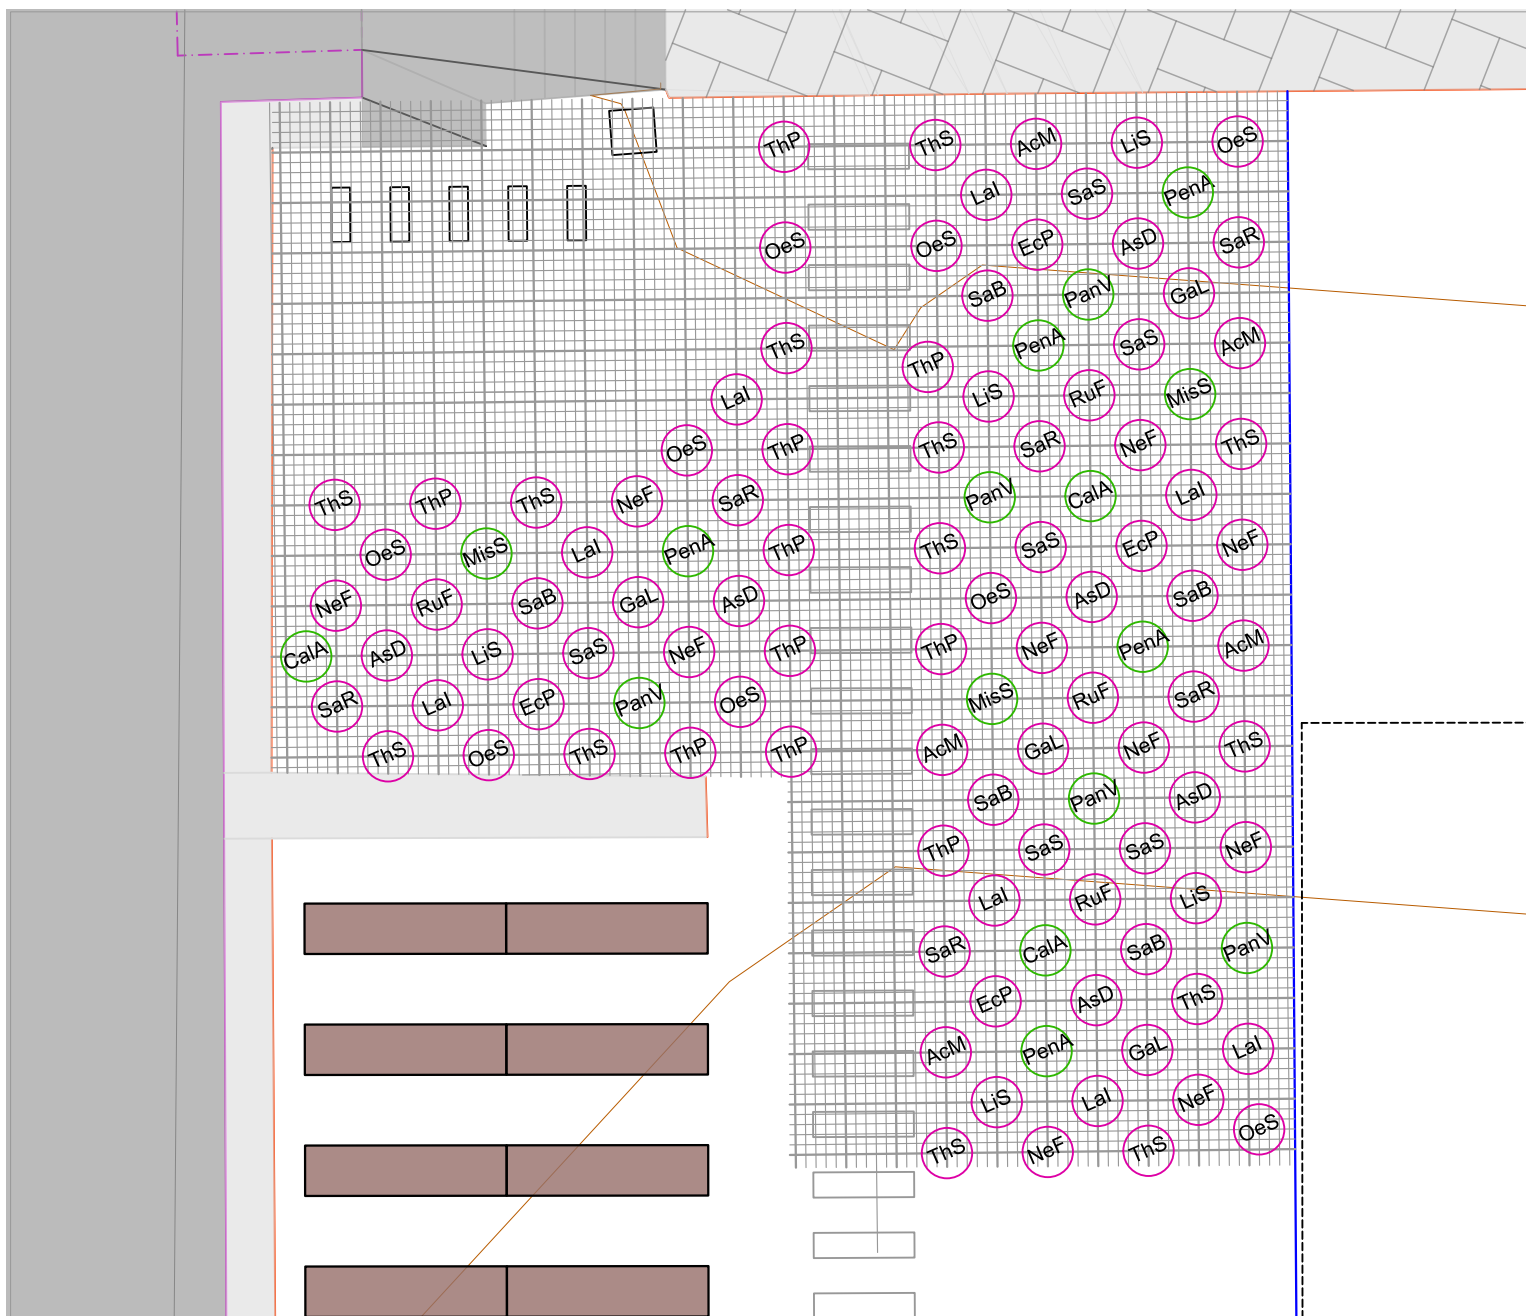 ThP ThS AcM LiS OeS
LaI SaS PenA
OeS OeS EcP AsD SaR
SaB PanV GaL
ThS ThP PenA SaS AcM
LaI LiS RuF MisS
OeS ThP ThS SaR NeF ThS
ThS ThP ThS NeF SaR PanV CalA LaI
OeS MisS LaI PenA ThP ThS SaS EcP NeF
NeF RuF SaB GaL AsD OeS AsD SaB
CalA AsD LiS SaS NeF ThP ThP NeF PenA AcM
SaR LaI EcP PanV OeS MisS RuF SaR
ThS OeS ThS ThP ThP AcM GaL NeF ThS
SaB PanV AsD
ThP SaS SaS NeF
LaI RuF LiS
SaR CalA SaB PanV
EcP AsD ThS
AcM PenA GaL LaI
LiS LaI NeF
OeS
ThS NeF ThS